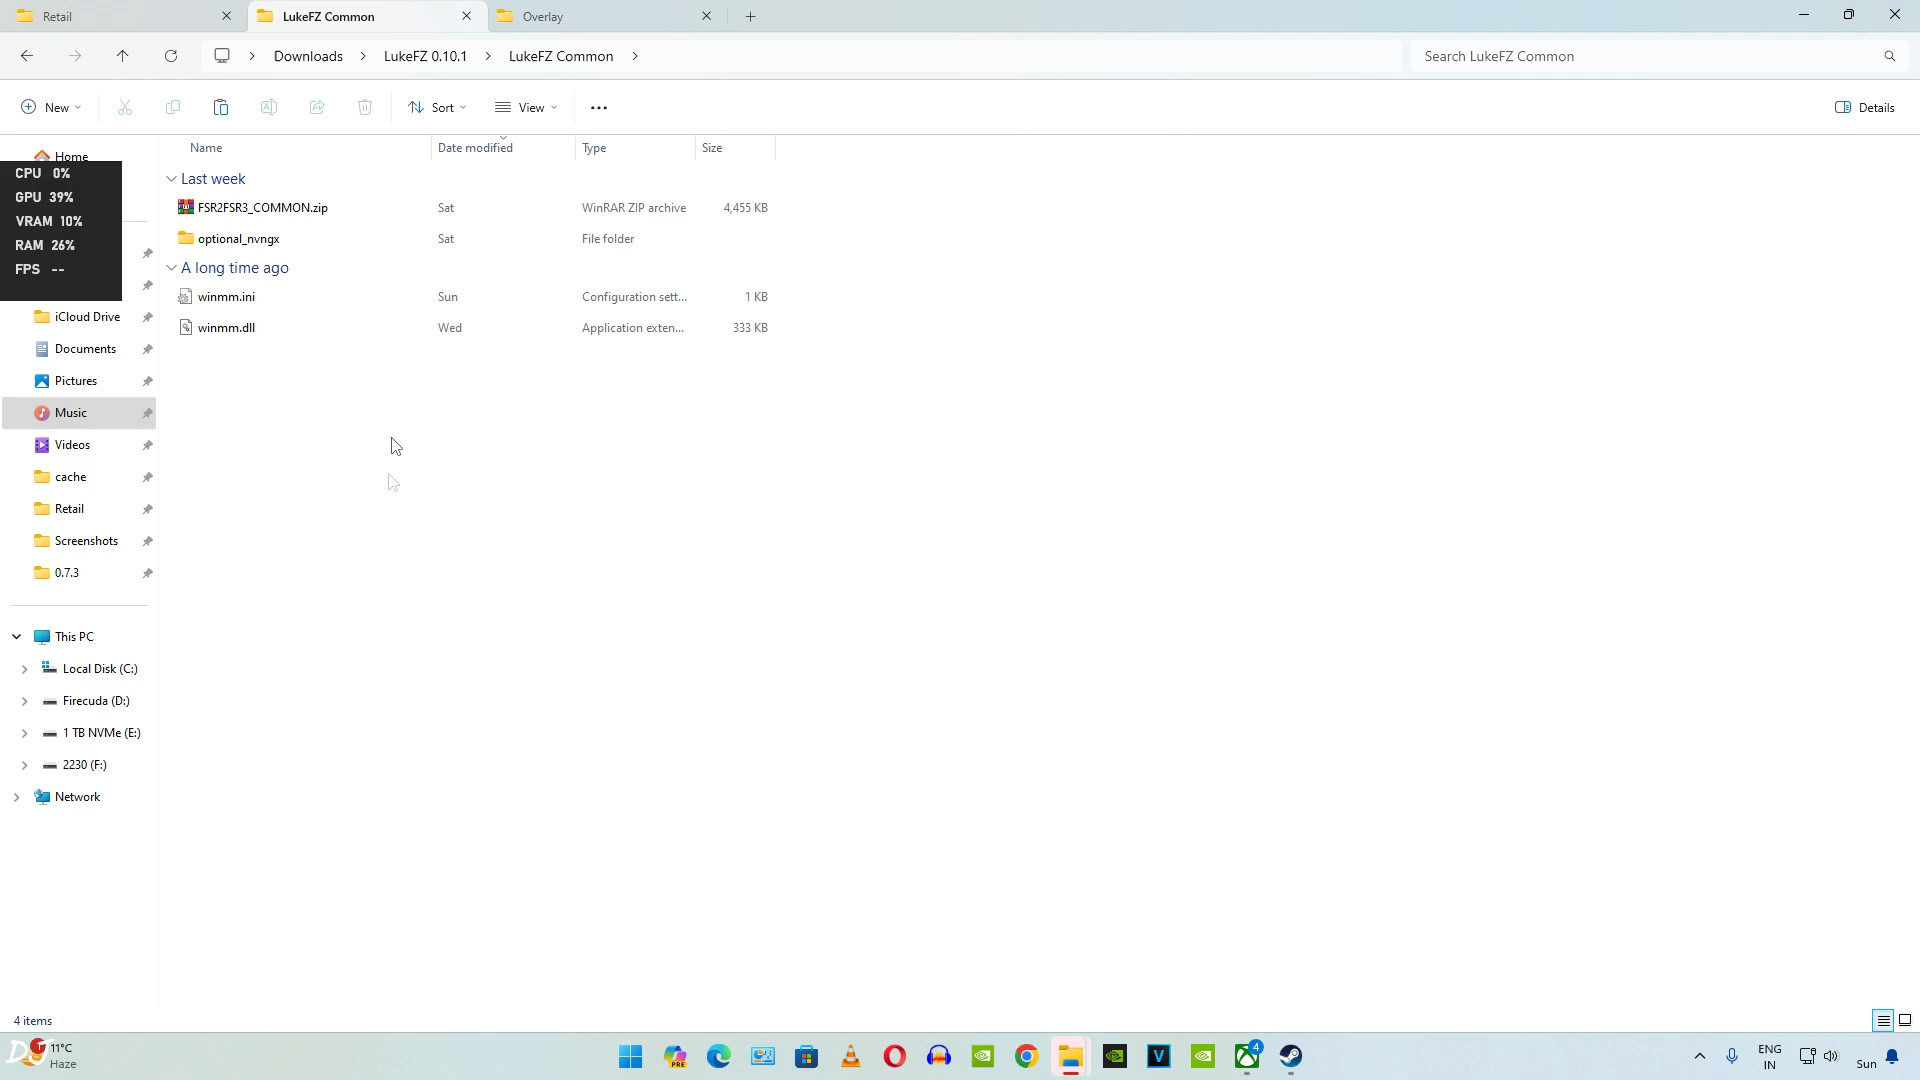 Retail
LukeFZ Common
Overlay
Downloads
LukeFZ 0.10.1
LukeFZ Common
Search LukeFZ Common
New
Sort
View
Details
Name
Date modified
Type
Size
Home
CPU 0%
GPU 39%
VRAM 10%
RAM 26%
FPS --
Last week
FSR2FSR3_COMMON.zip
Sat
WinRAR ZIP archive
4,455 KB
optional_nvngx
Sat
File folder
A long time ago
winmm.ini
Sun
Configuration sett...
1 KB
winmm.dll
Wed
Application exten...
333 KB
iCloud Drive
Documents
Pictures
Music
Videos
cache
Retail
Screenshots
0.7.3
This PC
Local Disk (C:)
Firecuda (D:)
1 TB NVMe (E:)
2230 (F:)
Network
4 items
DJ
1
11°C
Haze
PRE
V
4
ENG
IN
Sun